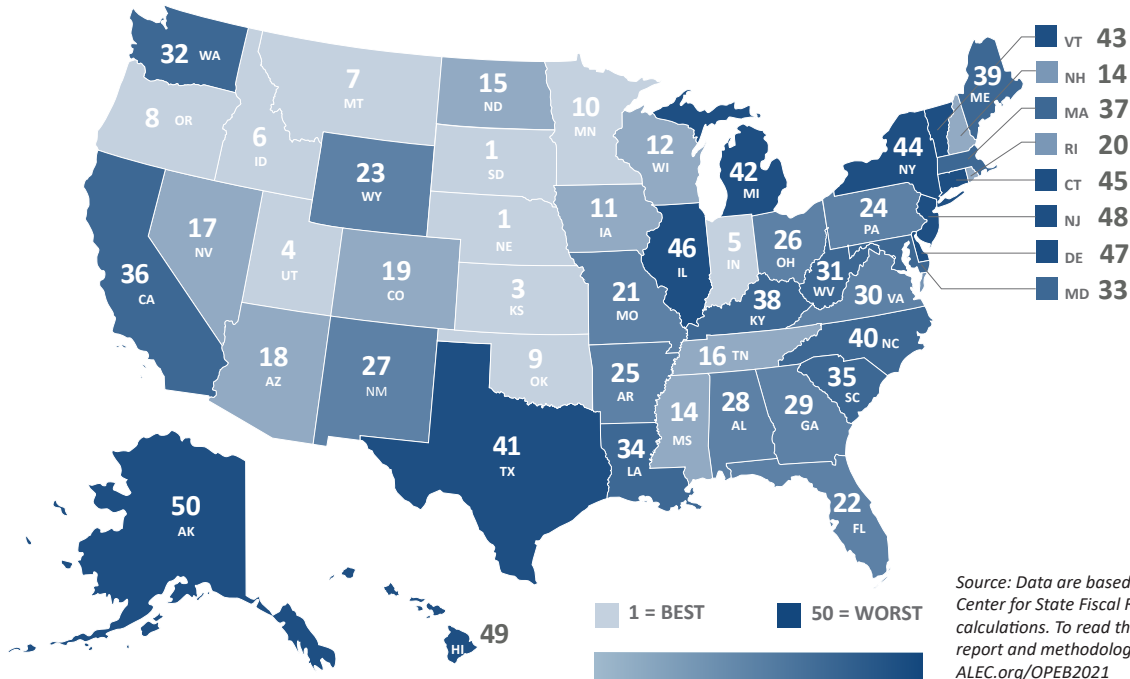 32 WA
8 OR
6
ID
7
MT
15
ND
10
MN
12
WI
42
MI
44
NY
39
ME
VT 43
NH 14
MA 37
RI 20
CT 45
NJ 48
DE 47
MD 33
23
WY
1
SD
1
NE
11
IA
46
IL
5
IN
26
OH
24
PA
31
WV
30 VA
36
CA
17
NV
4
UT
19
CO
3
KS
21
MO
38
KY
40 NC
18
AZ
27
NM
9
OK
25
AR
16 TN
35
SC
14
MS
28
AL
29
GA
41
TX
34
LA
22
FL
50
AK
49
HI
1 = BEST
50 = WORST
Source: Data are based
Center for State Fiscal
calculations. To read th
report and methodolog
ALEC.org/OPEB2021